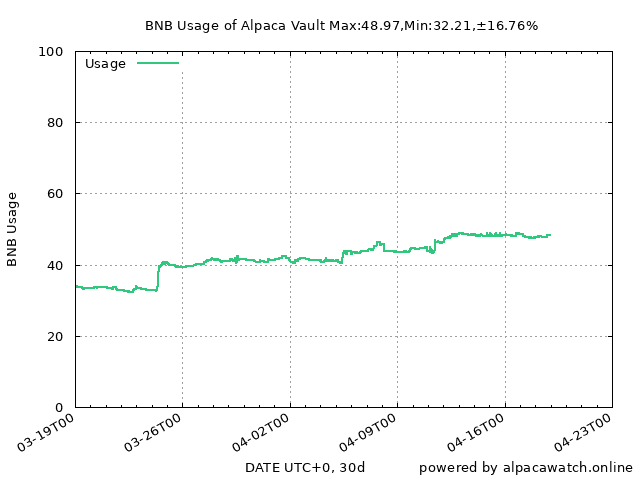 BNB Usage of Alpaca Vault Max:48.97,Min:32.21,±16.76%
Usage
100
80
60
40
20
0
BNB Usage
03-19T00
03-26T00
04-02T00
04-09T00
04-16T00
04-23T00
DATE UTC+0, 30d
powered by alpacawatch.online